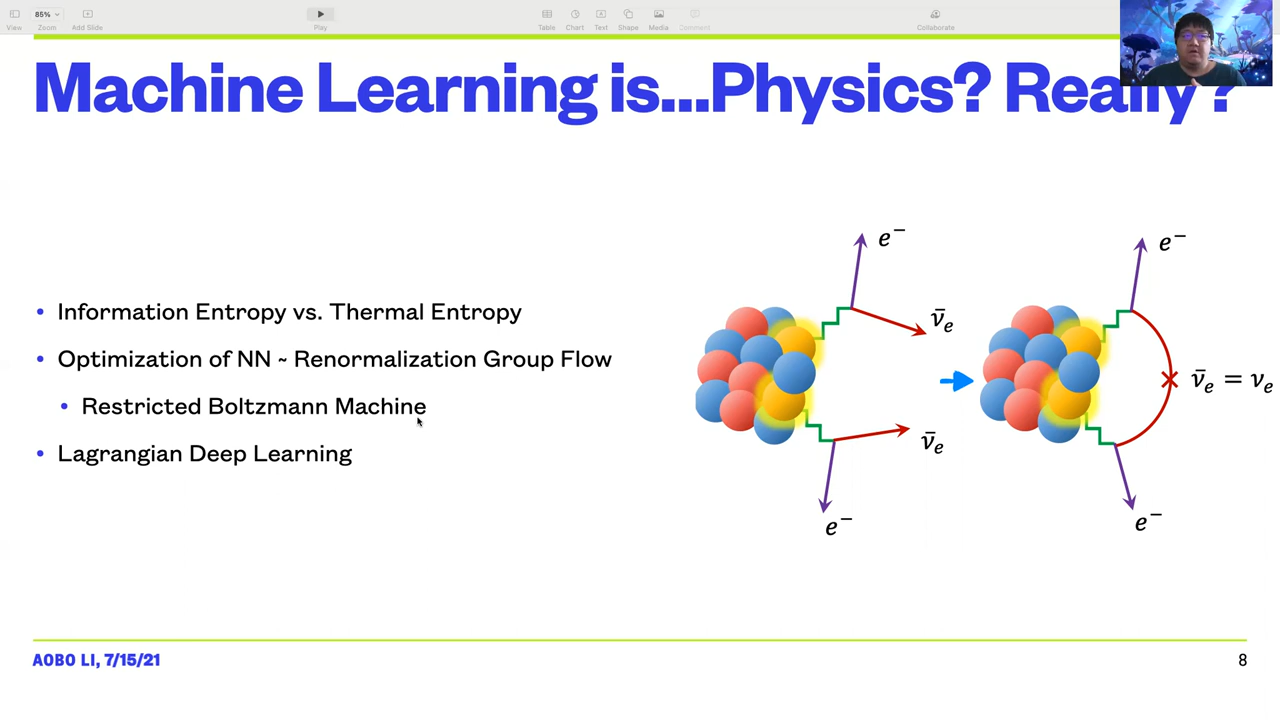 85%
View
Zoom
Add Slide
Play
Table
Chart
Text
Shape
Media
Comment
Collaborate
Machine Learning is...Physics? Really?
• Information Entropy vs. Thermal Entropy
• Optimization of NN ~ Renormalization Group Flow
• Restricted Boltzmann Machine
• Lagrangian Deep Learning
e⁻
ν̄ₑ
ν̄ₑ
e⁻
e⁻
ν̄ₑ = νₑ
e⁻
AOBO LI, 7/15/21
8